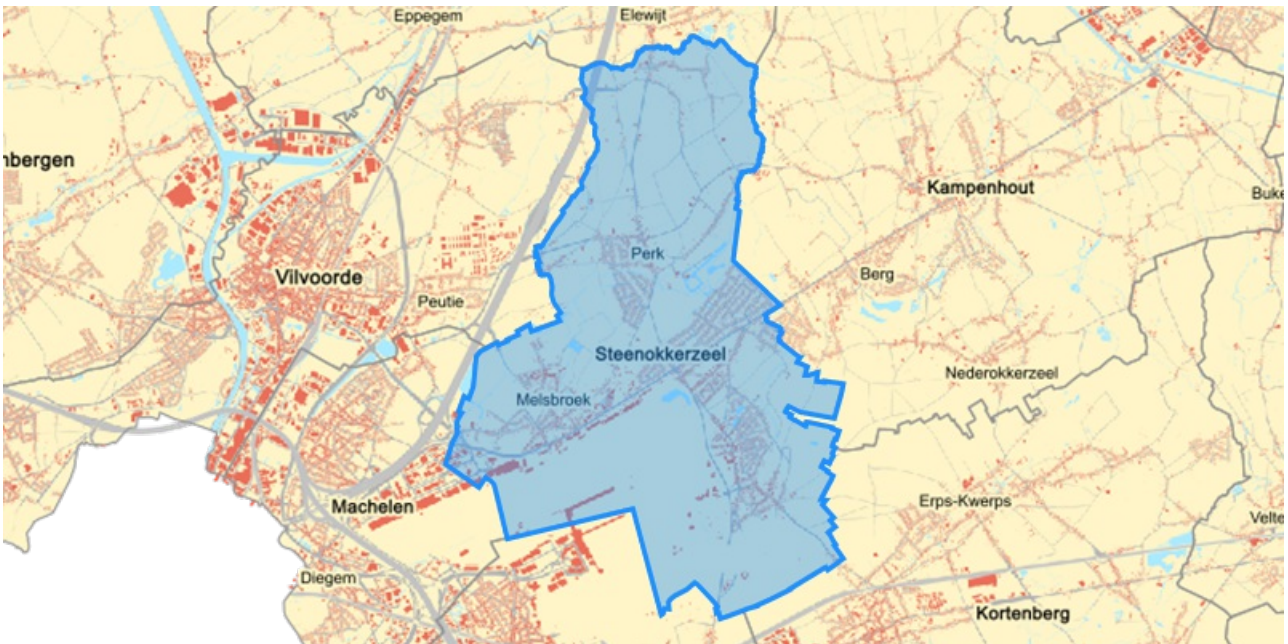 Eppegem
Elewijt
nbergen
Kampenhout
Buke
Perk
Vilvoorde
Berg
Peutie
Steenokkerzeel
Nederokkerzeel
Melsbroek
Machelen
Erps-Kwerps
Velte
Diegem
Kortenberg